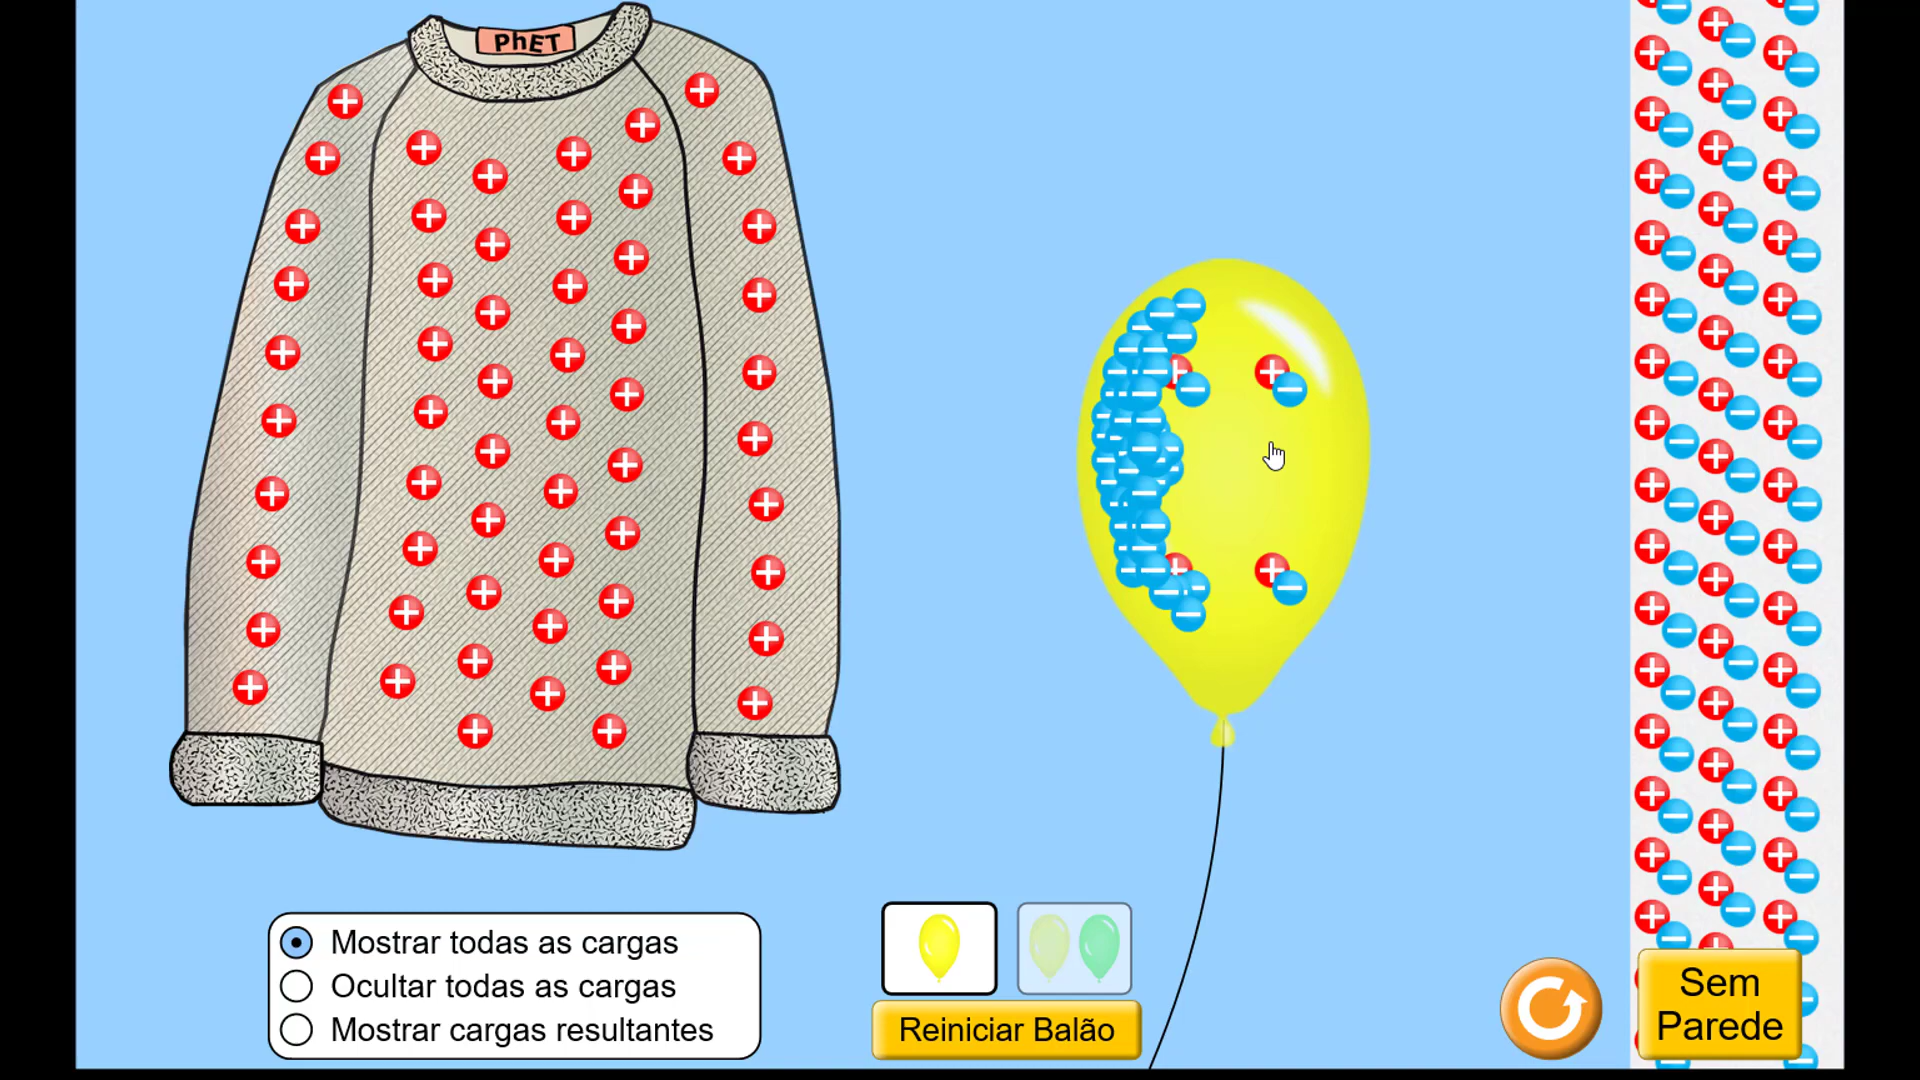 PhET
Mostrar todas as cargas
Ocultar todas as cargas
Mostrar cargas resultantes
Reiniciar Balão
Sem
Parede